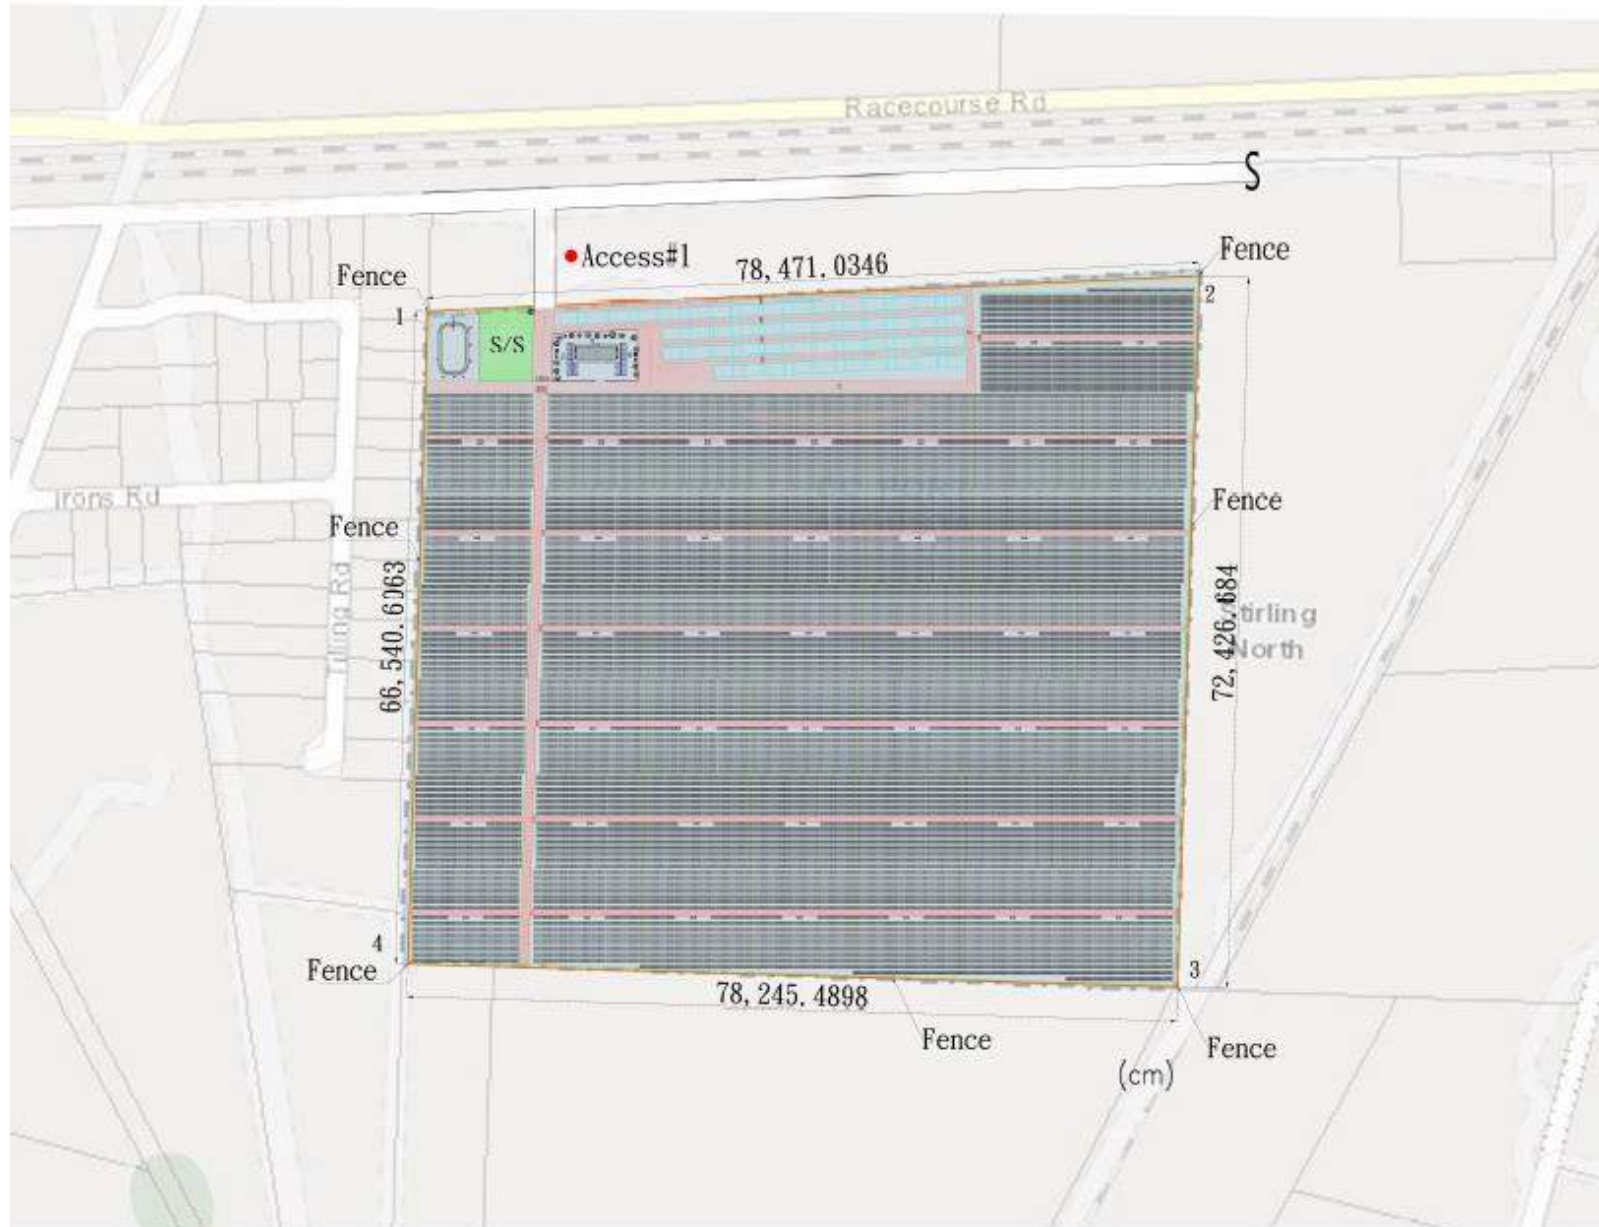 Racecourse Rd
S
Access#1
Fence
78,471.0346
Fence
1
2
S/S
Irons Rd
Fence
Fence
66,540.6063
72,426.684
Stirling
North
4
3
Fence
78,245.4898
Fence
Fence
(cm)